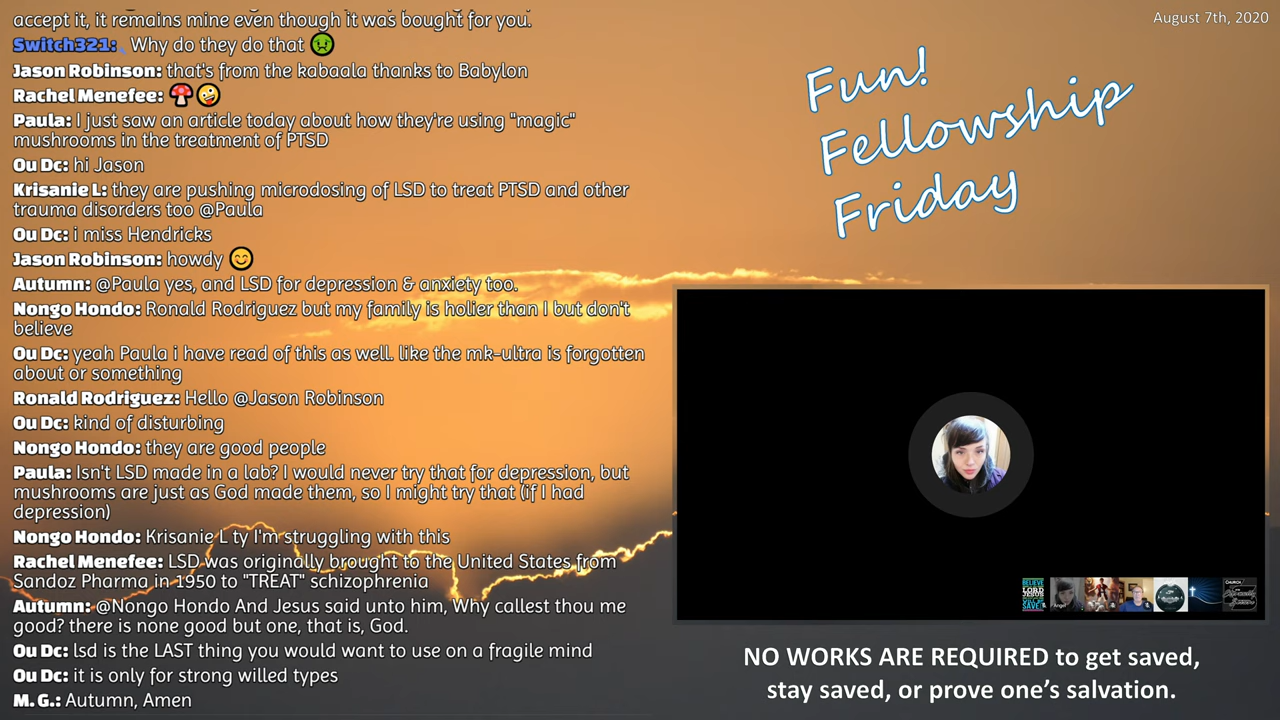 accept it, it remains mine even though it was bought for you.
Switch321: Why do they do that 🤢
Jason Robinson: that's from the kabaala thanks to Babylon
Rachel Menefee: 🍄🤪
Paula: I just saw an article today about how they're using "magic"
mushrooms in the treatment of PTSD
Ou Dc: hi Jason
Krisanie L: they are pushing microdosing of LSD to treat PTSD and other
trauma disorders too @Paula
Ou Dc: i miss Hendricks
Jason Robinson: howdy 😊
Autumn: @Paula yes, and LSD for depression & anxiety too.
Nongo Hondo: Ronald Rodriguez but my family is holier than I but don't
believe
Ou Dc: yeah Paula i have read of this as well. like the mk-ultra is forgotten
about or something
Ronald Rodriguez: Hello @Jason Robinson
Ou Dc: kind of disturbing
Nongo Hondo: they are good people
Paula: Isn't LSD made in a lab? I would never try that for depression, but
mushrooms are just as God made them, so I might try that (if I had
depression)
Nongo Hondo: Krisanie L ty I'm struggling with this
Rachel Menefee: LSD was originally brought to the United States from
Sandoz Pharma in 1950 to "TREAT" schizophrenia
Autumn: @Nongo Hondo And Jesus said unto him, Why callest thou me
good? there is none good but one, that is, God.
Ou Dc: lsd is the LAST thing you would want to use on a fragile mind
Ou Dc: it is only for strong willed types
M. G.: Autumn, Amen
August 7th, 2020
Fun!
Fellowship
Friday
BELIEVE
LORD
JESUS
SAVED
Angel
CHURCH
NO WORKS ARE REQUIRED to get saved,
stay saved, or prove one's salvation.